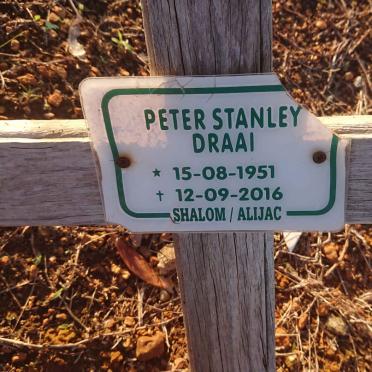 PETER STANLEY
DRAAI
★ 15-08-1951
✝ 12-09-2016
SHALOM / ALIJAC